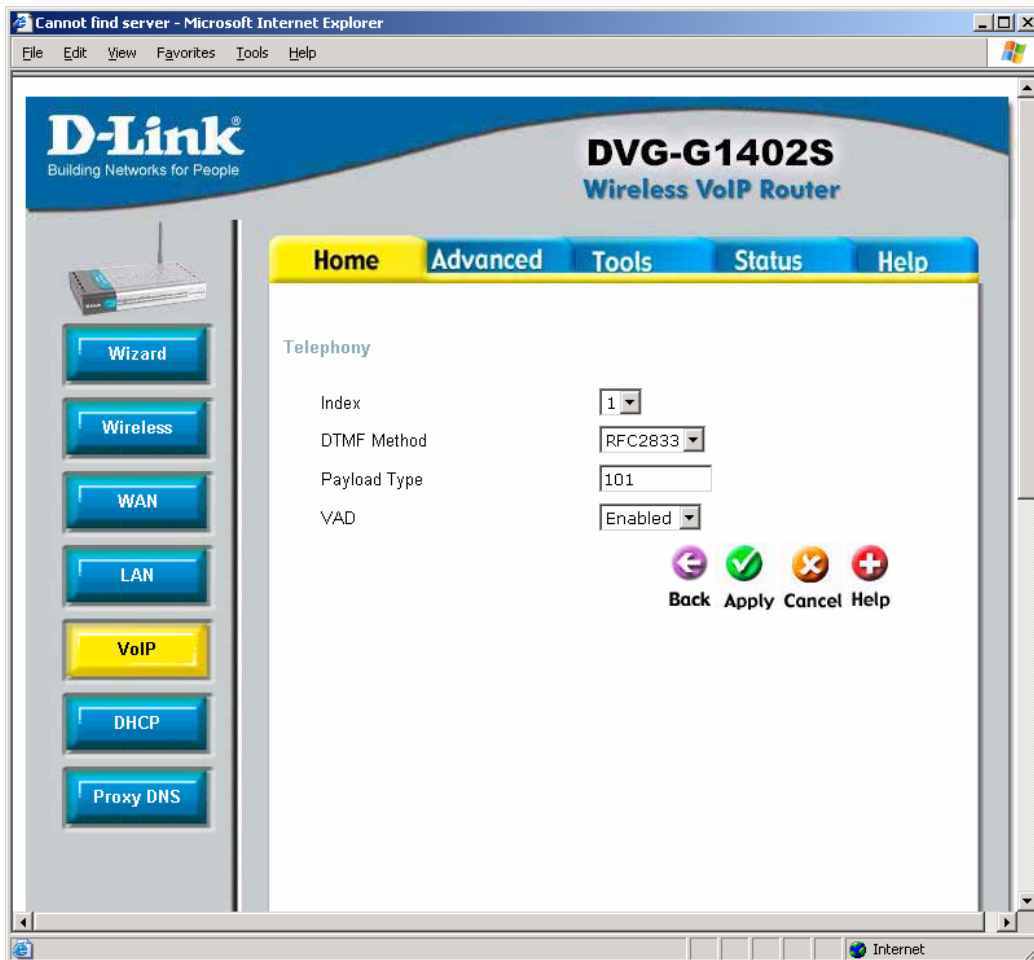 Cannot find server - Microsoft Internet Explorer
File Edit View Favorites Tools Help
D-Link®
Building Networks for People
DVG-G1402S
Wireless VoIP Router
Home Advanced Tools Status Help
Wizard
Wireless
WAN
LAN
VoIP
DHCP
Proxy DNS
Telephony
Index 1
DTMF Method RFC2833
Payload Type 101
VAD Enabled
Back Apply Cancel Help
Internet